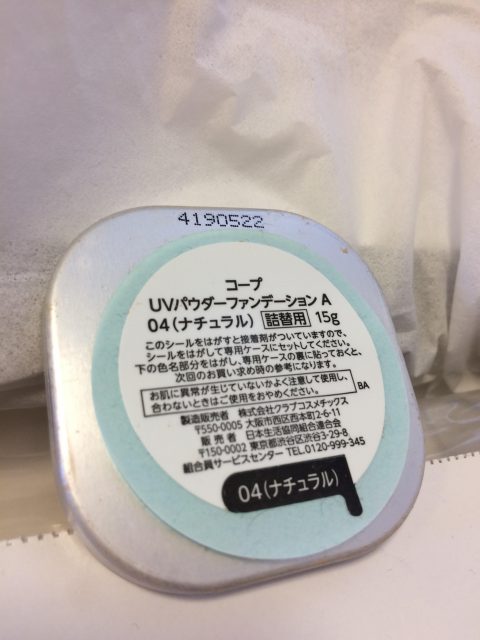 4190522
コープ
UVパウダーファンデーション A
04(ナチュラル) 詰替用 15g
このシールをはがすと接着剤がついていますので、
シールをはがして専用ケースにセットしてください。
下の色名部分をはがし、専用ケースの裏に貼っておくと、
次回のお買い求め時の参考になります。
お肌に異常が生じていないかよく注意して使用し、
合わないときはご使用をおやめください。
BA
製造販売者 株式会社クラブコスメチックス
〒550-0005 大阪市西区西本町2-6-11
販売者 日本生活協同組合連合会
〒150-0002 東京都渋谷区渋谷3-29-8
組合員サービスセンター TEL.0120-999-345
04(ナチュラル)